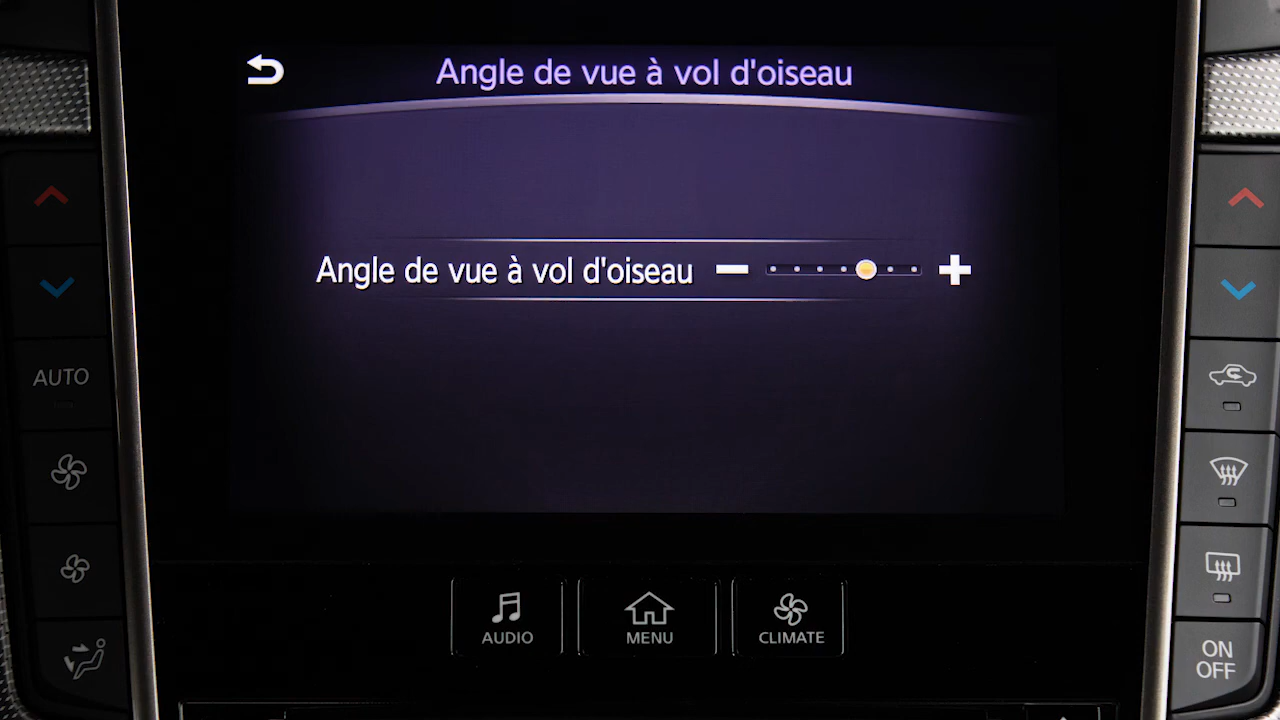 Angle de vue à vol d'oiseau
Angle de vue à vol d'oiseau
AUTO
AUDIO
MENU
CLIMATE
ON
OFF